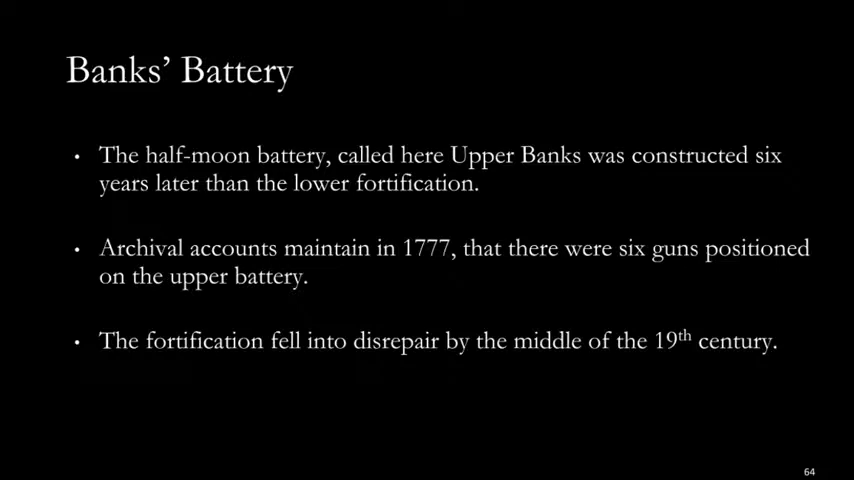 Banks’ Battery
• The half-moon battery, called here Upper Banks was constructed six
years later than the lower fortification.
• Archival accounts maintain in 1777, that there were six guns positioned
on the upper battery.
• The fortification fell into disrepair by the middle of the 19th century.
64